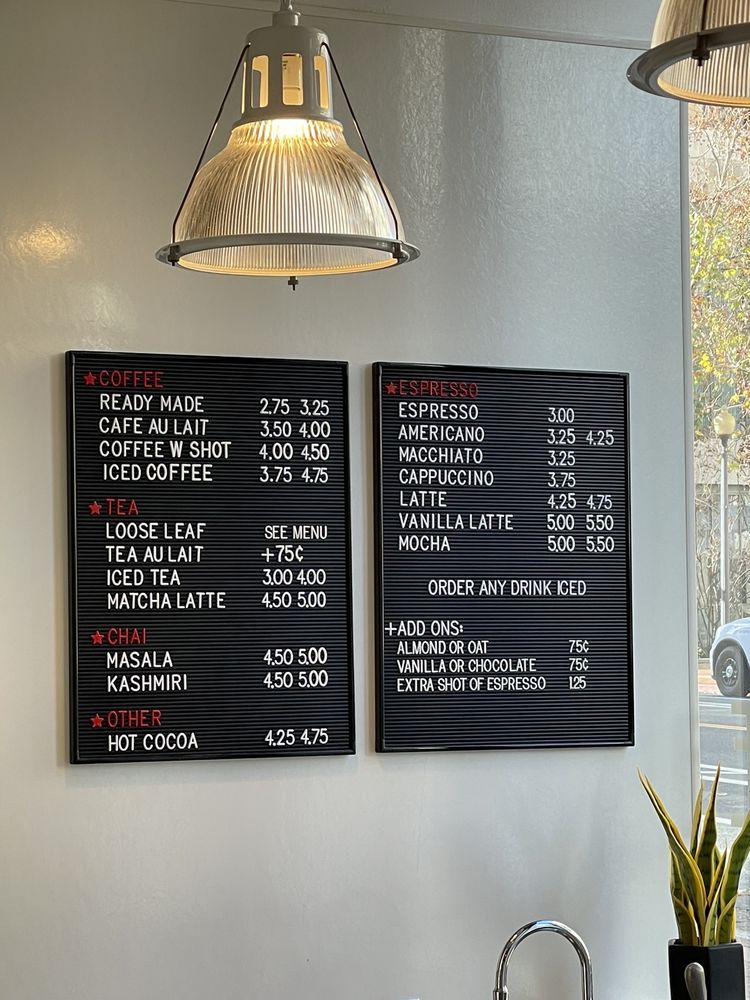 ★COFFEE
READY MADE 2.75 3.25
CAFE AU LAIT 3.50 4.00
COFFEE W SHOT 4.00 4.50
ICED COFFEE 3.75 4.75
★TEA
LOOSE LEAF SEE MENU
TEA AU LAIT +75¢
ICED TEA 3.00 4.00
MATCHA LATTE 4.50 5.00
★CHAI
MASALA 4.50 5.00
KASHMIRI 4.50 5.00
★OTHER
HOT COCOA 4.25 4.75
★ESPRESSO
ESPRESSO 3.00
AMERICANO 3.25 4.25
MACCHIATO 3.25
CAPPUCCINO 3.75
LATTE 4.25 4.75
VANILLA LATTE 5.00 5.50
MOCHA 5.00 5.50
ORDER ANY DRINK ICED
+ADD ONS:
ALMOND OR OAT 75¢
VANILLA OR CHOCOLATE 75¢
EXTRA SHOT OF ESPRESSO 1.25